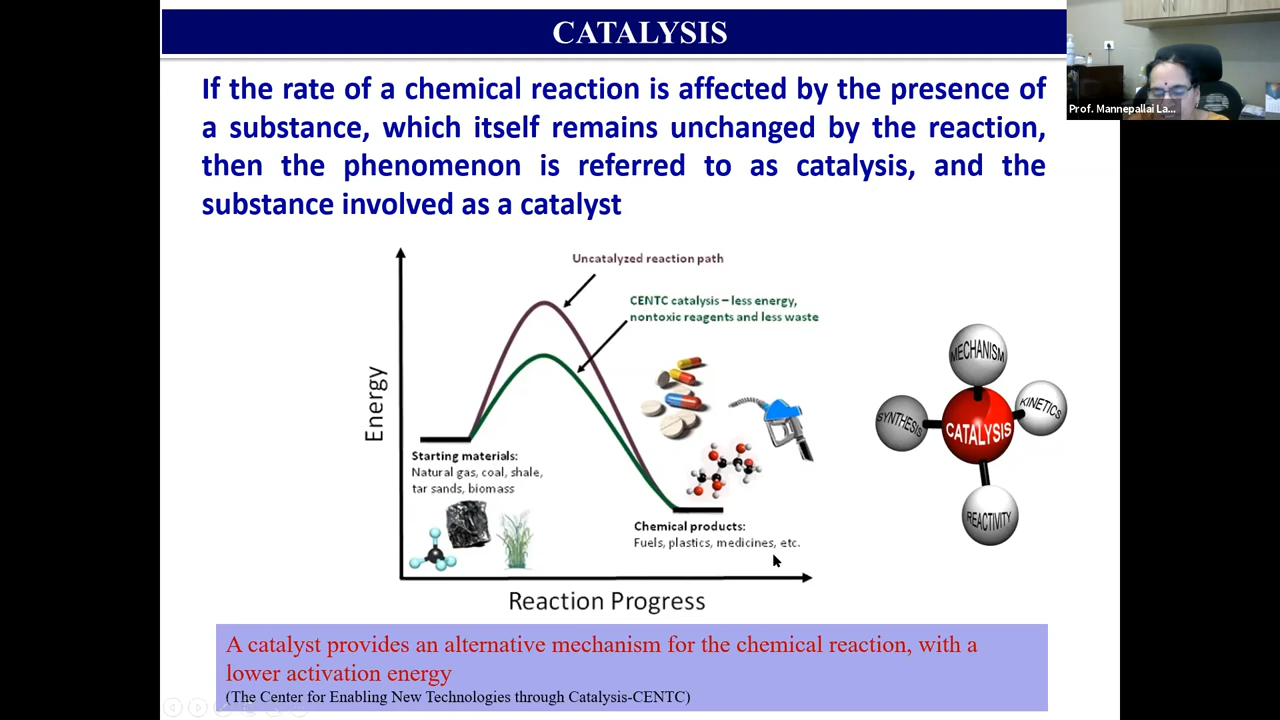 CATALYSIS
Prof. Mannepallai La...
If the rate of a chemical reaction is affected by the presence of
a substance, which itself remains unchanged by the reaction,
then the phenomenon is referred to as catalysis, and the
substance involved as a catalyst
Uncatalyzed reaction path
CENTC catalysis – less energy,
nontoxic reagents and less waste
Energy
Starting materials:
Natural gas, coal, shale,
tar sands, biomass
Chemical products:
Fuels, plastics, medicines, etc.
Reaction Progress
MECHANISM
SYNTHESIS
KINETICS
CATALYSIS
REACTIVITY
A catalyst provides an alternative mechanism for the chemical reaction, with a
lower activation energy
(The Center for Enabling New Technologies through Catalysis-CENTC)